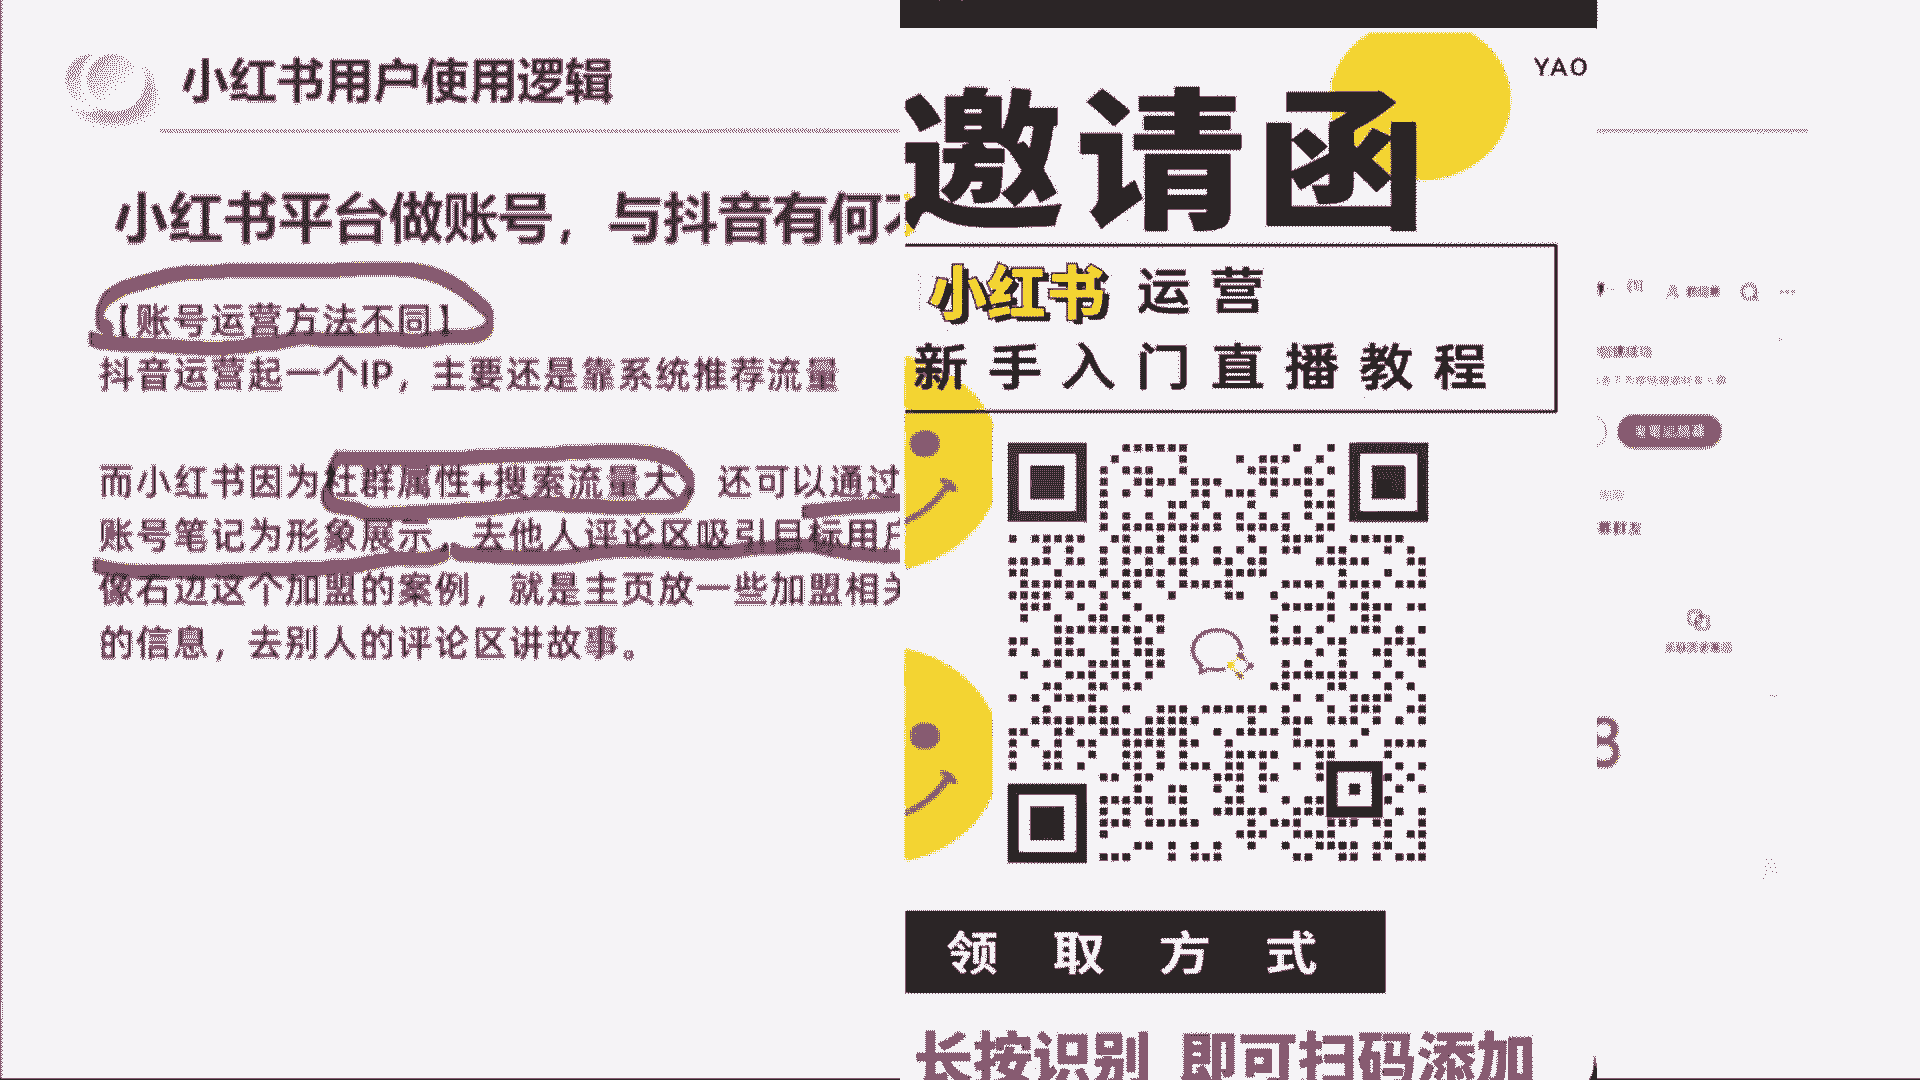 小红书用户使用逻辑
小红书平台做账号，与抖音有何
【账号运营方法不同】
抖音运营起一个IP，主要还是靠系统推荐流量
而小红书因为社群属性+搜索流量大，还可以通过
账号笔记为形象展示，去他人评论区吸引目标用户
像右边这个加盟的案例，就是主页放一些加盟相关
的信息，去别人的评论区讲故事。
YAO
邀请函
小红书 运营
新手入门直播教程
领取方式
长按识别 即可扫码添加